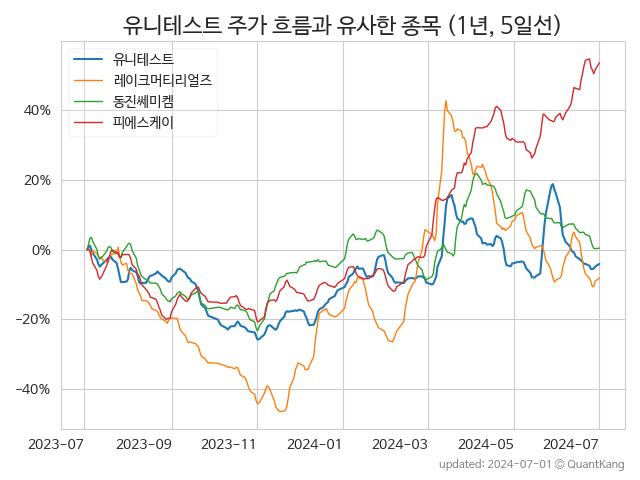 유니테스트 주가 흐름과 유사한 종목 (1년, 5일선)
유니테스트
레이크머티리얼즈
동진쎄미켐
피에스케이
40%
20%
0%
−20%
−40%
2023-07 2023-09 2023-11 2024-01 2024-03 2024-05 2024-07
updated: 2024-07-01 © QuantKang